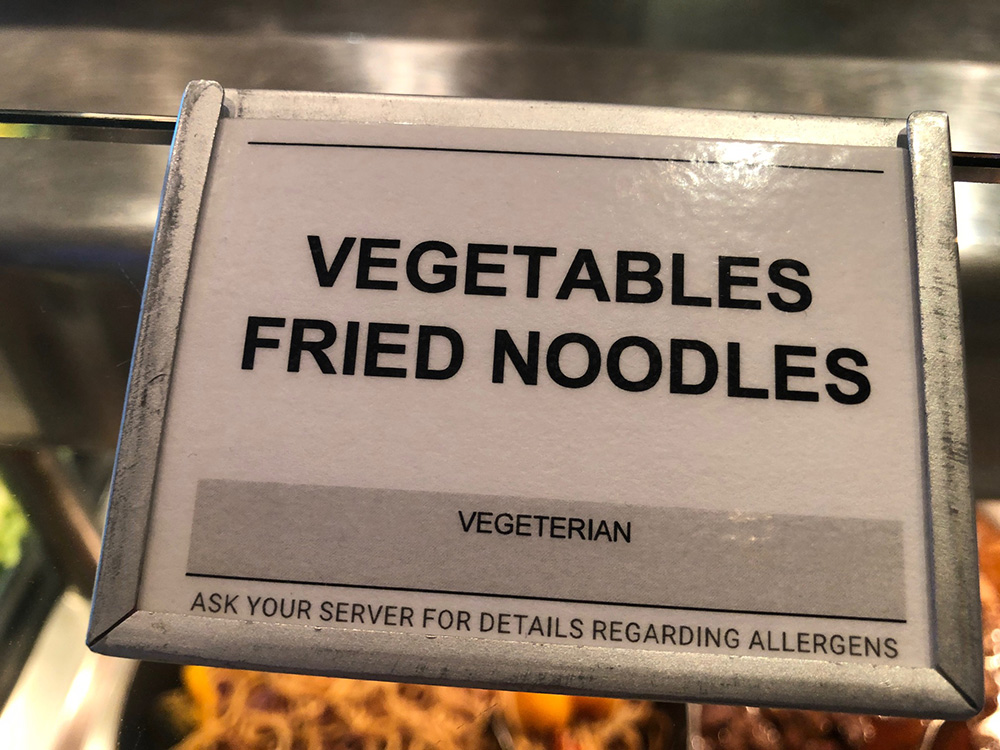 VEGETABLES
FRIED NOODLES
VEGETERIAN
ASK YOUR SERVER FOR DETAILS REGARDING ALLERGENS